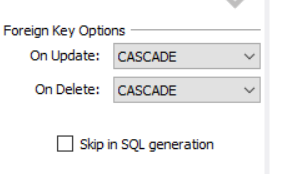 Foreign Key Options
On Update: CASCADE
On Delete: CASCADE
Skip in SQL generation